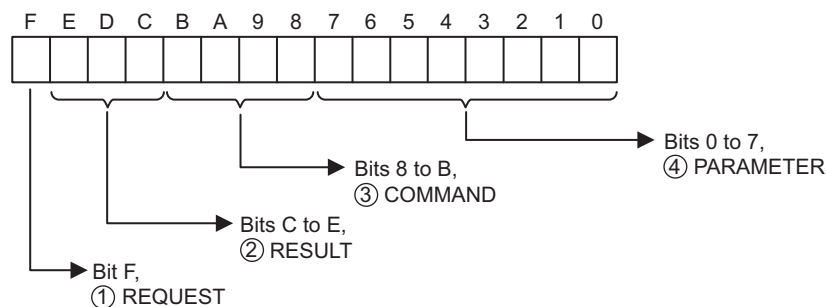 F E D C B A 9 8 7 6 5 4 3 2 1 0
Bits 0 to 7,
④ PARAMETER
Bits 8 to B,
③ COMMAND
Bits C to E,
② RESULT
Bit F,
① REQUEST